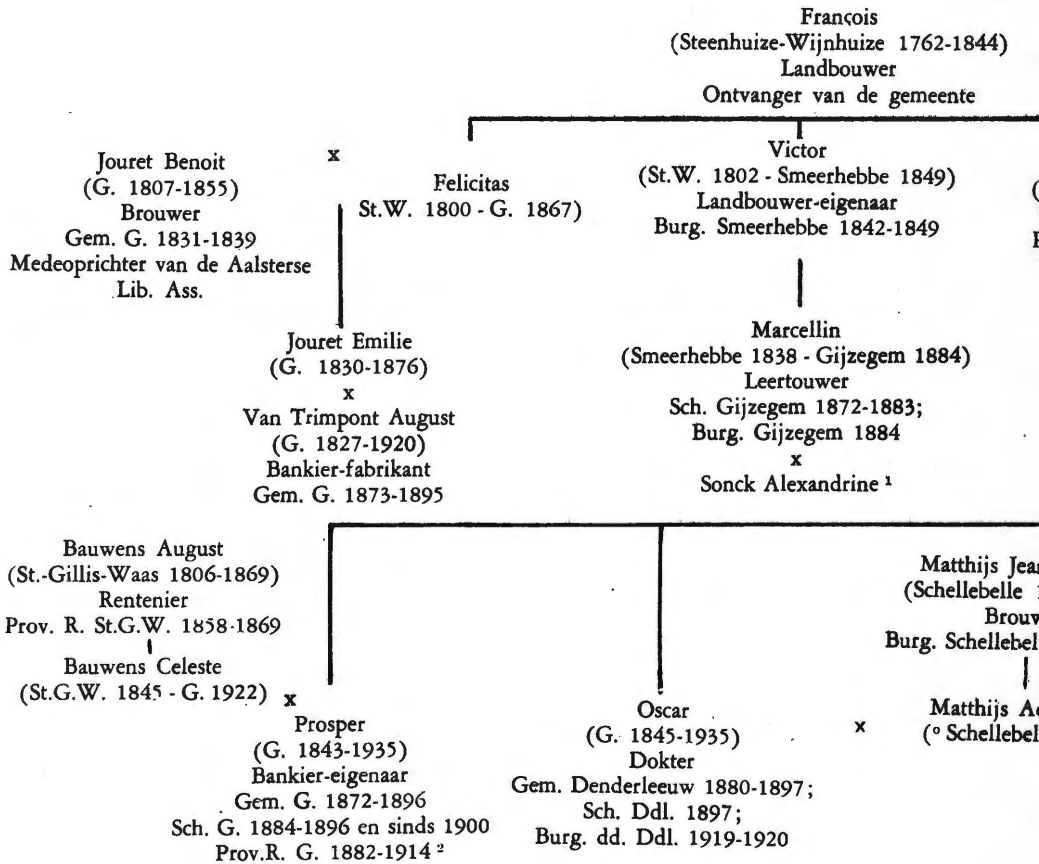 François
(Steenhuize-Wijnhuize 1762-1844)
Landbouwer
Ontvanger van de gemeente
Jouret Benoit
(G. 1807-1855)
Brouwer
Gem. G. 1831-1839
Medeoprichter van de Aalsterse
Lib. Ass.
x
Felicitas
St.W. 1800 - G. 1867)
Victor
(St.W. 1802 - Smeerhebbe 1849)
Landbouwer-eigenaar
Burg. Smeerhebbe 1842-1849
(
Jouret Emilie
(G. 1830-1876)
x
Van Trimpont August
(G. 1827-1920)
Bankier-fabrikant
Gem. G. 1873-1895
Marcellin
(Smeerhebbe 1838 - Gijzegem 1884)
Leertouwer
Sch. Gijzegem 1872-1883;
Burg. Gijzegem 1884
x
Sonck Alexandrine ¹
Bauwens August
(St.-Gillis-Waas 1806-1869)
Rentenier
Prov. R. St.G.W. 1858-1869
Bauwens Celeste
(St.G.W. 1845 - G. 1922)
x
Prosper
(G. 1843-1935)
Bankier-eigenaar
Gem. G. 1872-1896
Sch. G. 1884-1896 en sinds 1900
Prov.R. G. 1882-1914 ²
Oscar
(G. 1845-1935)
Dokter
Gem. Denderleeuw 1880-1897;
Sch. Ddl. 1897;
Burg. dd. Ddl. 1919-1920
x
Matthijs Jea
(Schellebelle 1
Brouw
Burg. Schellebel
Matthijs A
(° Schellebel